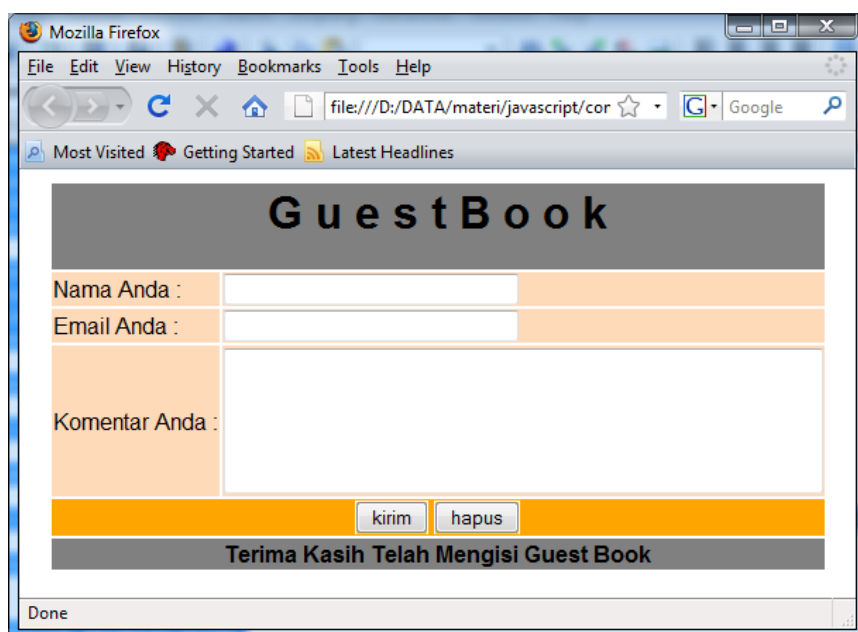 Mozilla Firefox
File Edit View History Bookmarks Tools Help
file:///D:/DATA/materi/javascript/cor G Google
Most Visited Getting Started Latest Headlines
G u e s t B o o k
Nama Anda :
Email Anda :
Komentar Anda :
kirim hapus
Terima Kasih Telah Mengisi Guest Book
Done